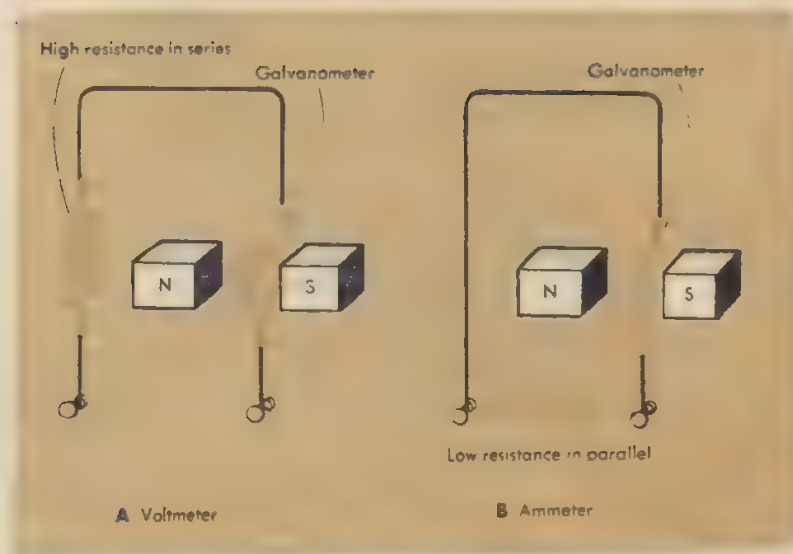 High resistance in series
Galvanometer
Galvanometer
N
S
N
S
Low resistance in parallel
A Voltmeter
B Ammeter